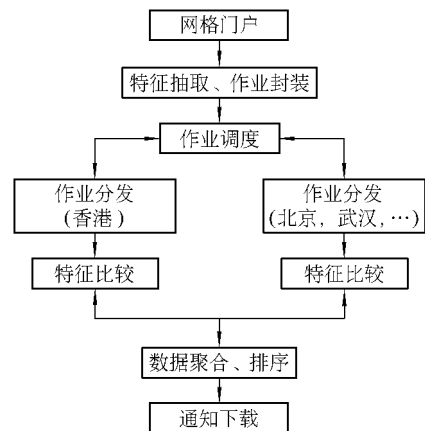 网格门户
特征抽取、作业封装
作业调度
作业分发
(香港)
作业分发
(北京,武汉,…)
特征比较
特征比较
数据聚合、排序
通知下载